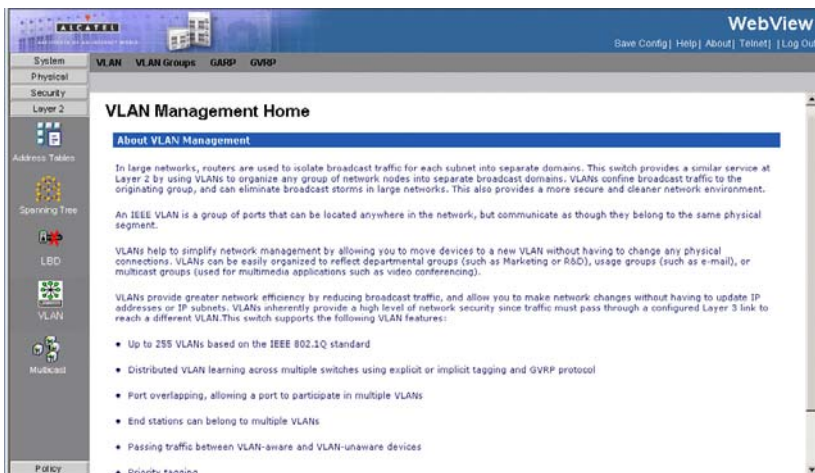 ALCATEL
WebView
Save Config| Help| About| Telnet| |Log Out
System
Physical
Security
Layer 2
Address Tables
Spanning Tree
LBD
VLAN
Multicast
Policy
VLAN VLAN Groups GARP GVRP
VLAN Management Home
About VLAN Management
In large networks, routers are used to isolate broadcast traffic for each subnet into separate domains. This switch provides a similar service at
Layer 2 by using VLANs to organize any group of network nodes into separate broadcast domains. VLANs confine broadcast traffic to the
originating group, and can eliminate broadcast storms in large networks. This also provides a more secure and cleaner network environment.
An IEEE VLAN is a group of ports that can be located anywhere in the network, but communicate as though they belong to the same physical
segment.
VLANs help to simplify network management by allowing you to move devices to a new VLAN without having to change any physical
connections. VLANs can be easily organized to reflect departmental groups (such as Marketing or R&D), usage groups (such as e-mail), or
multicast groups (used for multimedia applications such as video conferencing).
VLANs provide greater network efficiency by reducing broadcast traffic, and allow you to make network changes without having to update IP
addresses or IP subnets. VLANs inherently provide a high level of network security since traffic must pass through a configured Layer 3 link to
reach a different VLAN.This switch supports the following VLAN features:
• Up to 255 VLANs based on the IEEE 802.1Q standard
• Distributed VLAN learning across multiple switches using explicit or implicit tagging and GVRP protocol
• Port overlapping, allowing a port to participate in multiple VLANs
• End stations can belong to multiple VLANs
• Passing traffic between VLAN-aware and VLAN-unaware devices
• Priority tagging